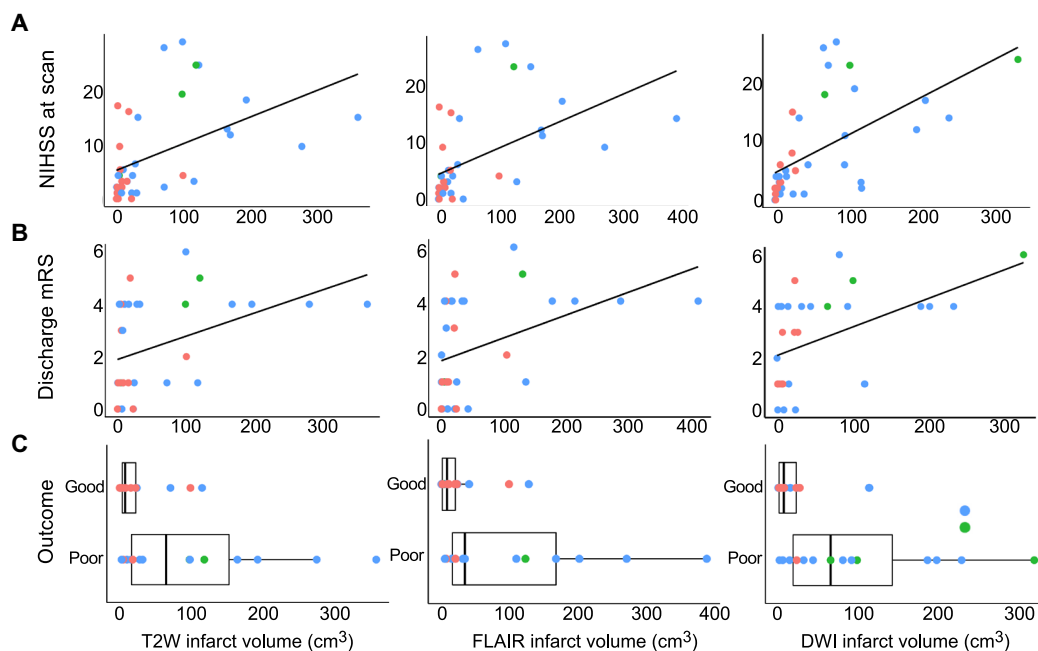 A
NIHSS at scan
20
10
0 100 200 300
30
20
10
0
0 100 200 300 400
20
10
0
0 100 200 300
B
Discharge mRS
6
4
2
0
0 100 200 300
6
4
2
0
0 100 200 300 400
6
4
2
0
0 100 200 300
C
Outcome
Good
Poor
0 100 200 300
T2W infarct volume (cm³)
Good
Poor
0 100 200 300 400
FLAIR infarct volume (cm³)
Good
Poor
0 100 200 300
DWI infarct volume (cm³)